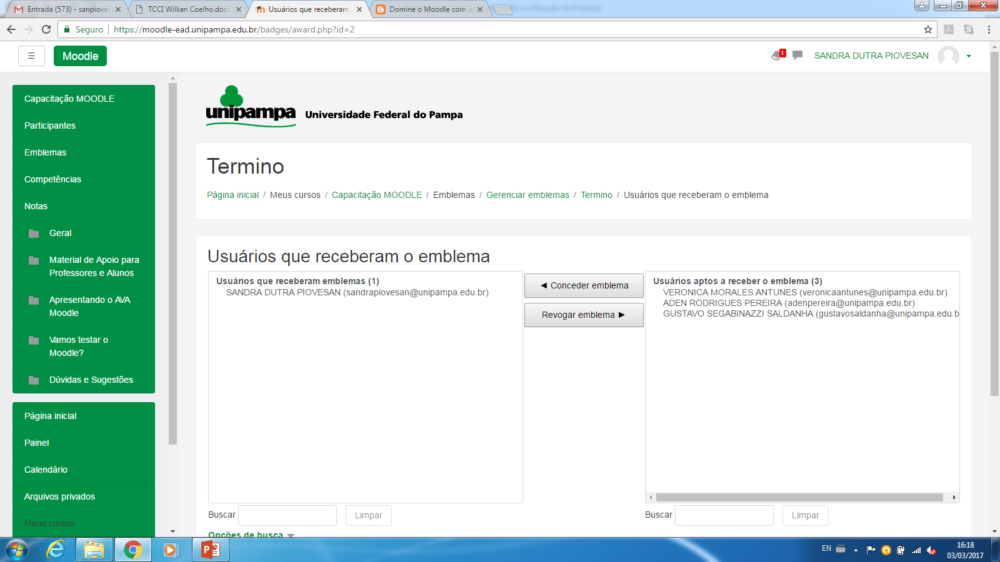 Entrada (573) - sanpiove
TCCI Willian Coelho.docx
Usuários que receberam
Domine o Moodle com a
Seguro
https://moodle-ead.unipampa.edu.br/badges/award.php?id=2
☰
Moodle
1
SANDRA DUTRA PIOVESAN
Capacitação MOODLE
Participantes
Emblemas
Competências
Notas
Geral
Material de Apoio para
Professores e Alunos
Apresentando o AVA
Moodle
Vamos testar o
Moodle?
Dúvidas e Sugestões
Página inicial
Painel
Calendário
Arquivos privados
Meus cursos
unipampa
Universidade Federal do Pampa
Termino
Página inicial / Meus cursos / Capacitação MOODLE / Emblemas / Gerenciar emblemas / Termino / Usuários que receberam o emblema
Usuários que receberam o emblema
Usuários que receberam emblemas (1)
SANDRA DUTRA PIOVESAN (sandrapiovesan@unipampa.edu.br)
◄ Conceder emblema
Revogar emblema ►
Usuários aptos a receber o emblema (3)
VERONICA MORALES ANTUNES (veronicaantunes@unipampa.edu.br)
ADEN RODRIGUES PEREIRA (adenpereira@unipampa.edu.br)
GUSTAVO SEGABINAZZI SALDANHA (gustavosaldanha@unipampa.edu.b
Buscar
Limpar
Buscar
Limpar
Opções de busca
EN
16:18
03/03/2017